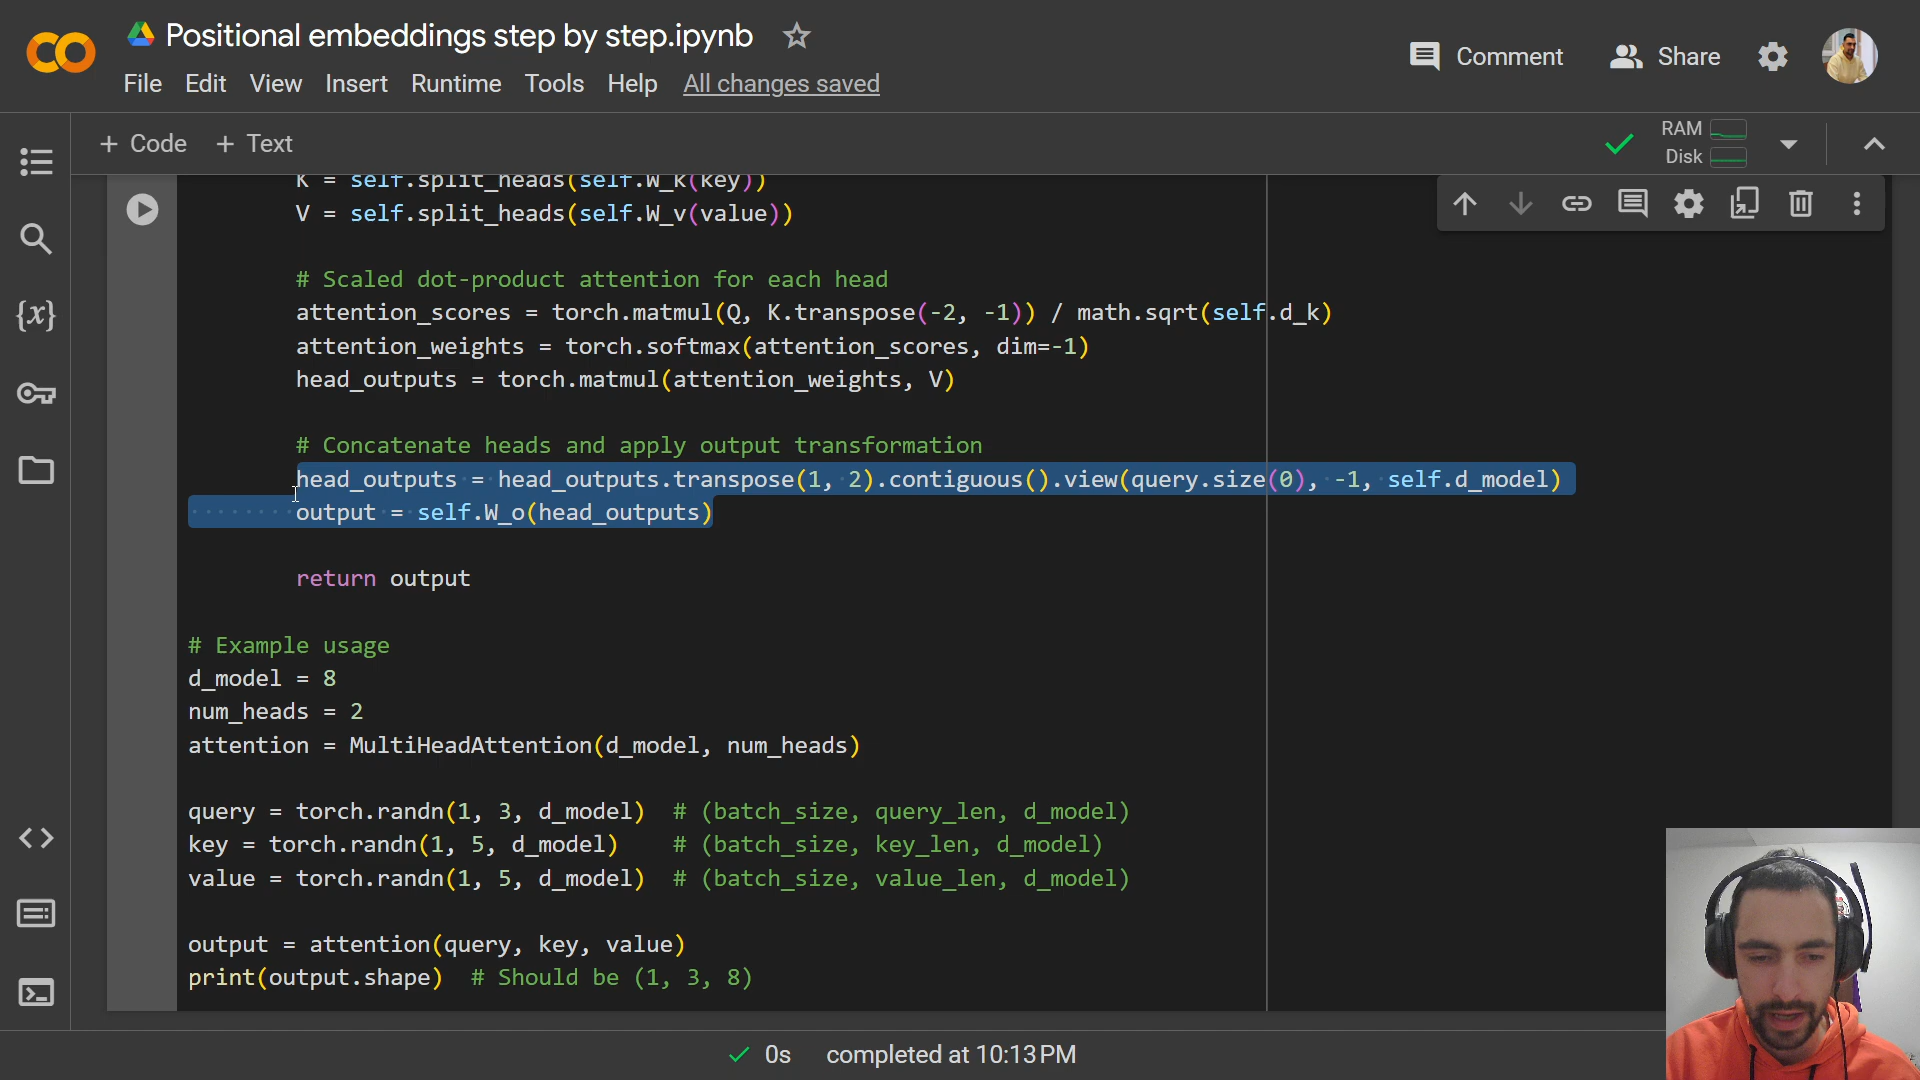 Positional embeddings step by step.ipynb
Comment
Share
File Edit View Insert Runtime Tools Help All changes saved
+ Code + Text
RAM
Disk
K = self.split_heads(self.W_k(key))
V = self.split_heads(self.W_v(value))
# Scaled dot-product attention for each head
attention_scores = torch.matmul(Q, K.transpose(-2, -1)) / math.sqrt(self.d_k)
attention_weights = torch.softmax(attention_scores, dim=-1)
head_outputs = torch.matmul(attention_weights, V)
# Concatenate heads and apply output transformation
head_outputs = head_outputs.transpose(1, 2).contiguous().view(query.size(0), -1, self.d_model)
output = self.W_o(head_outputs)
return output
# Example usage
d_model = 8
num_heads = 2
attention = MultiHeadAttention(d_model, num_heads)
query = torch.randn(1, 3, d_model)  # (batch_size, query_len, d_model)
key = torch.randn(1, 5, d_model)    # (batch_size, key_len, d_model)
value = torch.randn(1, 5, d_model)  # (batch_size, value_len, d_model)
output = attention(query, key, value)
print(output.shape)  # Should be (1, 3, 8)
0s completed at 10:13 PM